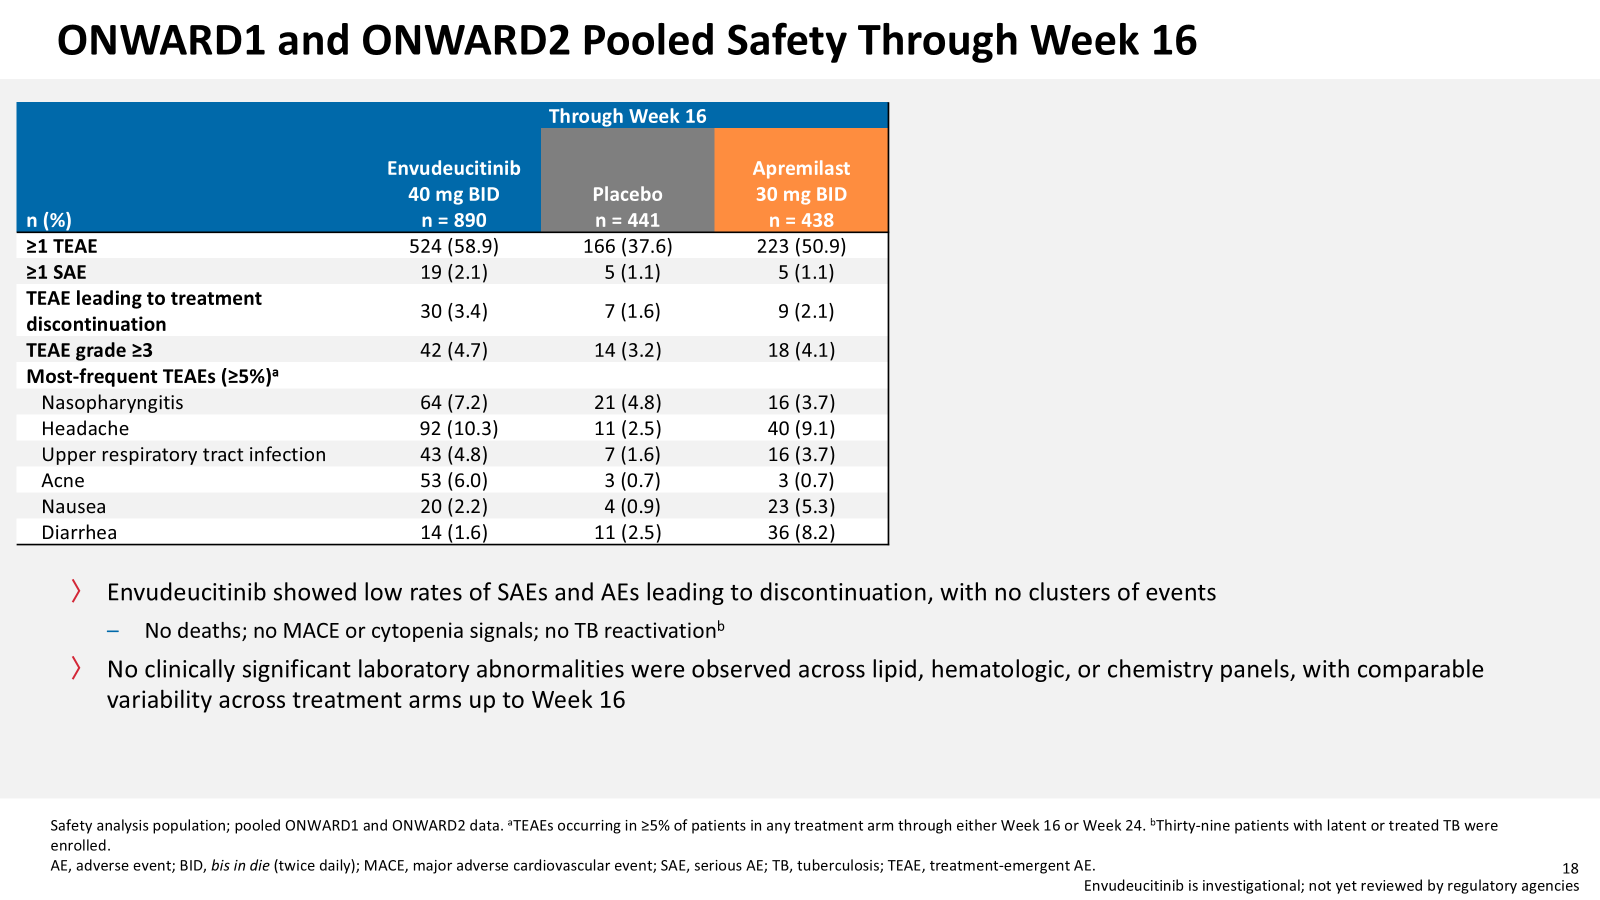 ONWARD1 and ONWARD2 Pooled Safety Through Week 16
Through Week 16
n (%) Envudeucitinib 40 mg BID n = 890 Placebo n = 441 Apremilast 30 mg BID n = 438
≥1 TEAE 524 (58.9) 166 (37.6) 223 (50.9)
≥1 SAE 19 (2.1) 5 (1.1) 5 (1.1)
TEAE leading to treatment discontinuation 30 (3.4) 7 (1.6) 9 (2.1)
TEAE grade ≥3 42 (4.7) 14 (3.2) 18 (4.1)
Most-frequent TEAEs (≥5%)ᵃ
Nasopharyngitis 64 (7.2) 21 (4.8) 16 (3.7)
Headache 92 (10.3) 11 (2.5) 40 (9.1)
Upper respiratory tract infection 43 (4.8) 7 (1.6) 16 (3.7)
Acne 53 (6.0) 3 (0.7) 3 (0.7)
Nausea 20 (2.2) 4 (0.9) 23 (5.3)
Diarrhea 14 (1.6) 11 (2.5) 36 (8.2)
〉 Envudeucitinib showed low rates of SAEs and AEs leading to discontinuation, with no clusters of events
– No deaths; no MACE or cytopenia signals; no TB reactivationᵇ
〉 No clinically significant laboratory abnormalities were observed across lipid, hematologic, or chemistry panels, with comparable
variability across treatment arms up to Week 16
Safety analysis population; pooled ONWARD1 and ONWARD2 data. ᵃTEAEs occurring in ≥5% of patients in any treatment arm through either Week 16 or Week 24. ᵇThirty-nine patients with latent or treated TB were
enrolled.
AE, adverse event; BID, bis in die (twice daily); MACE, major adverse cardiovascular event; SAE, serious AE; TB, tuberculosis; TEAE, treatment-emergent AE.
18
Envudeucitinib is investigational; not yet reviewed by regulatory agencies